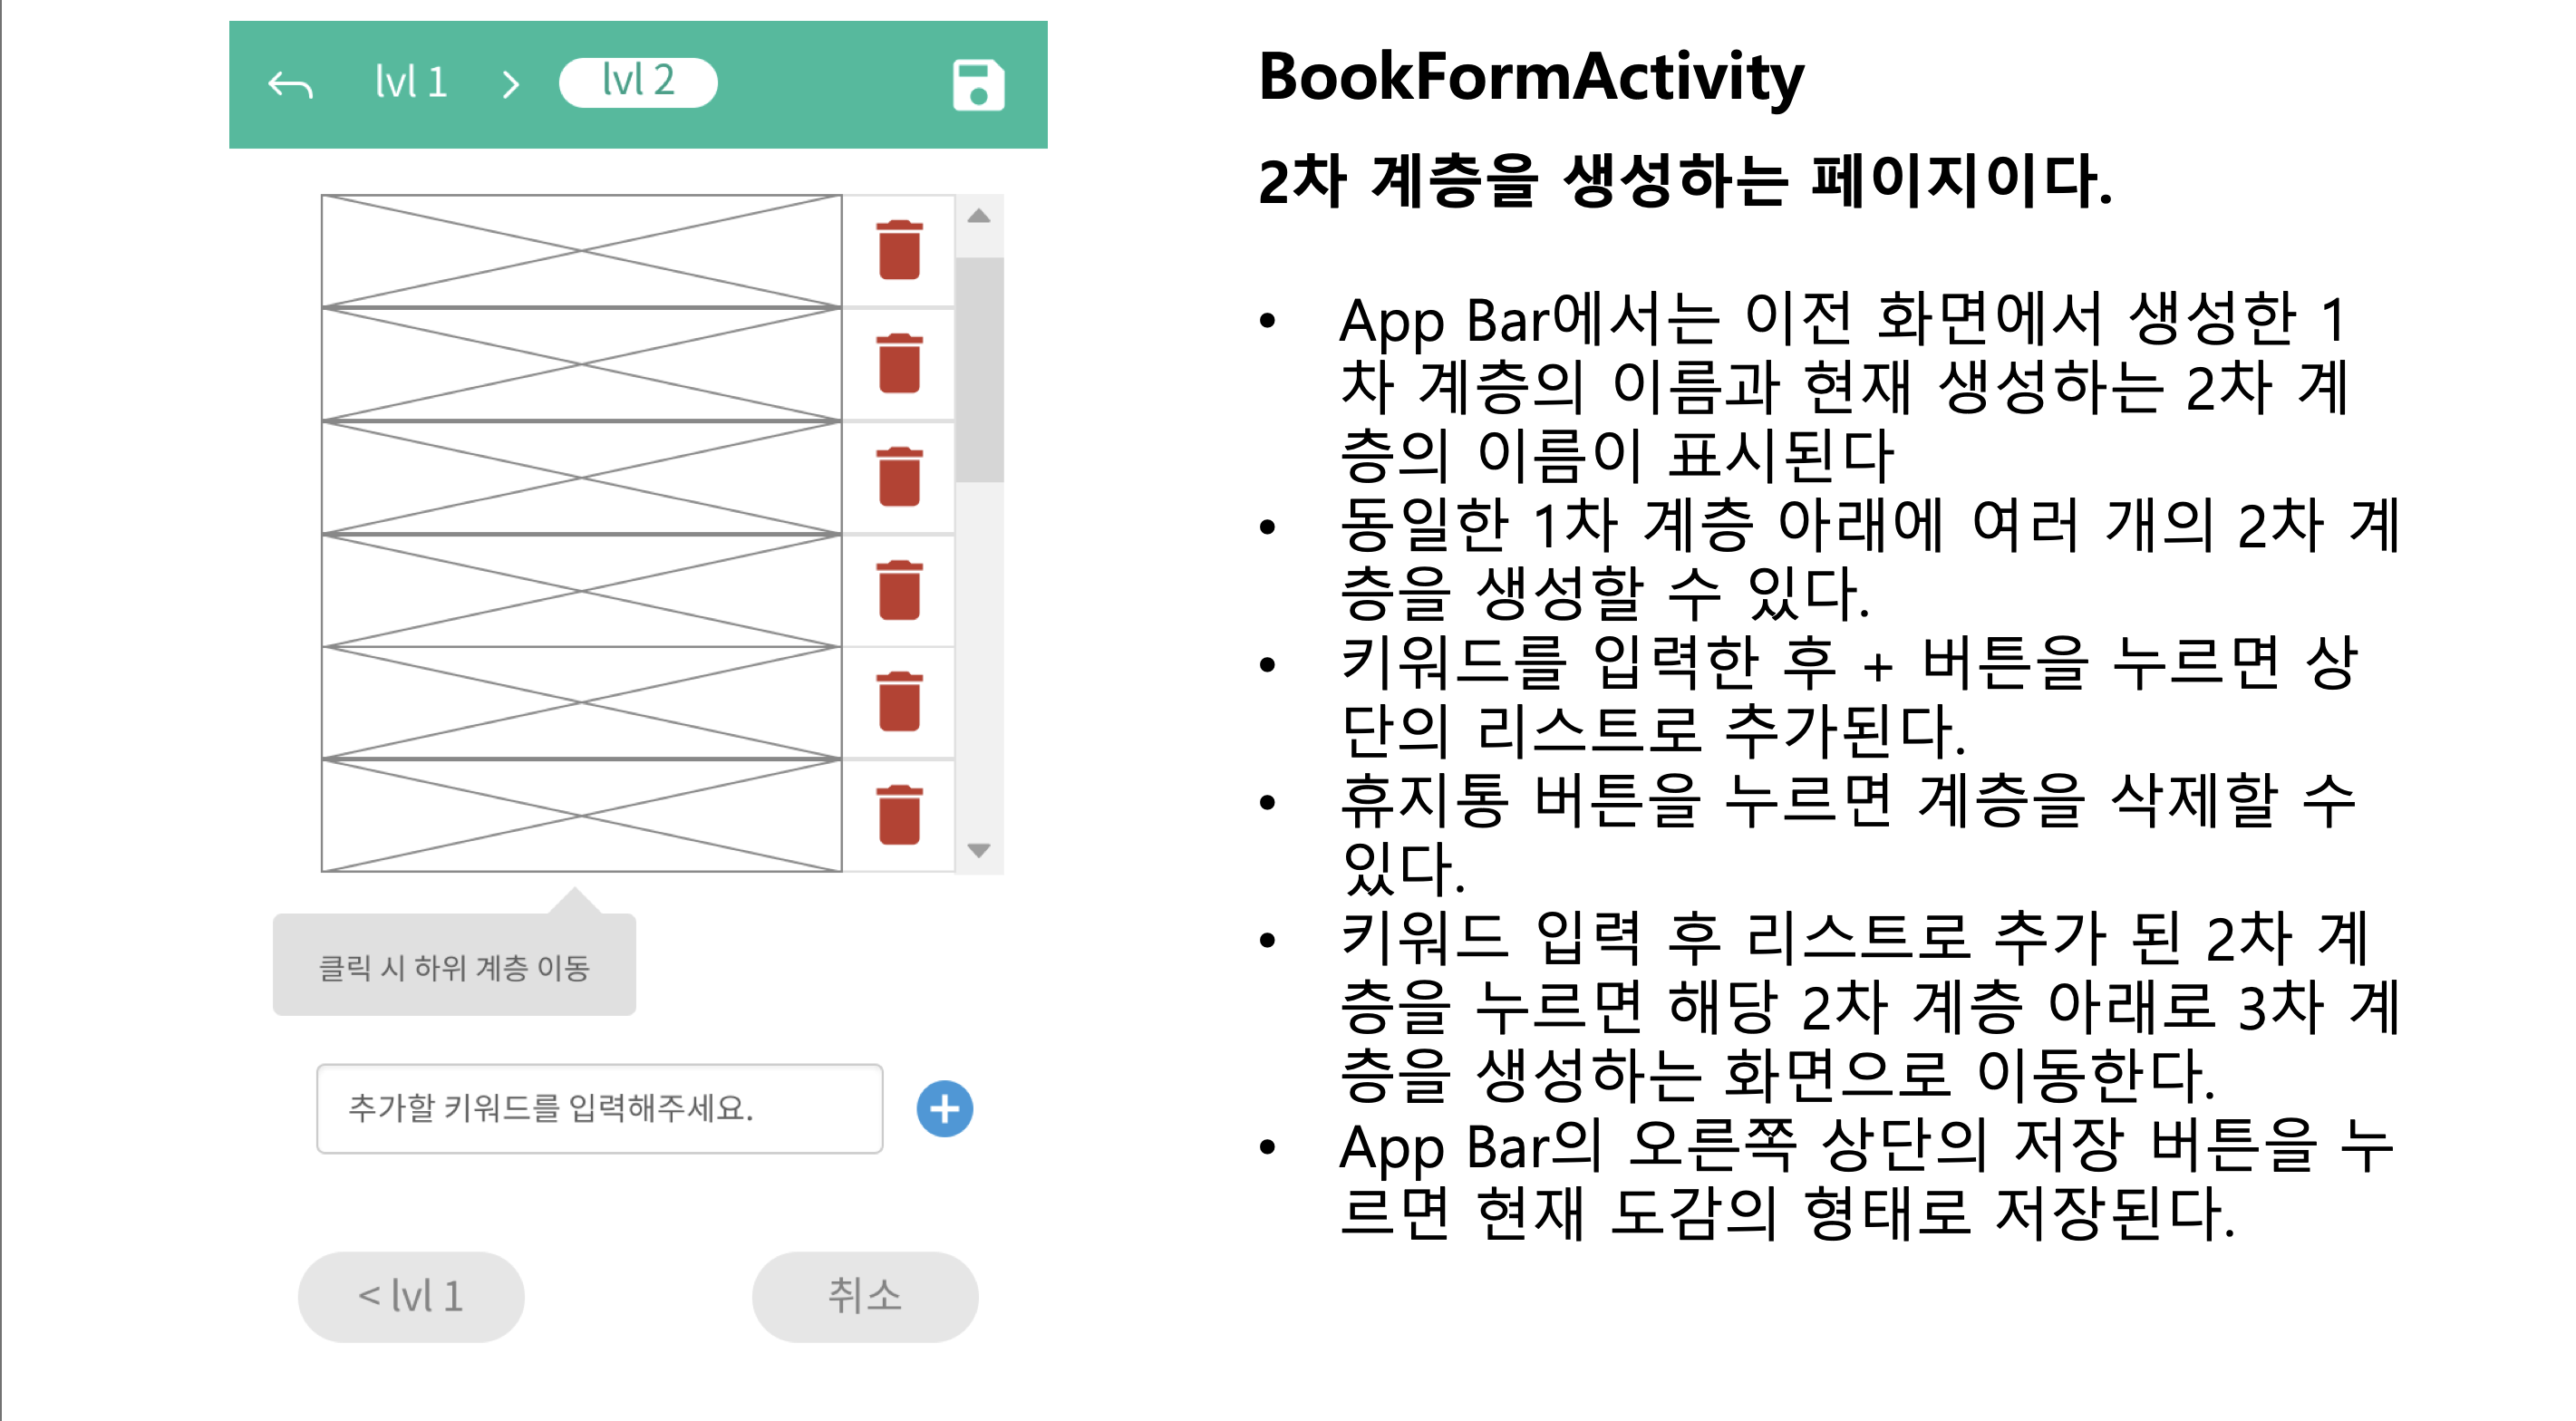 lvl 1 > lvl 2
클릭 시 하위 계층 이동
추가할 키워드를 입력해주세요.
< lvl 1
취소
BookFormActivity
2차 계층을 생성하는 페이지이다.
• App Bar에서는 이전 화면에서 생성한 1
차 계층의 이름과 현재 생성하는 2차 계
층의 이름이 표시된다
• 동일한 1차 계층 아래에 여러 개의 2차 계
층을 생성할 수 있다.
• 키워드를 입력한 후 + 버튼을 누르면 상
단의 리스트로 추가된다.
• 휴지통 버튼을 누르면 계층을 삭제할 수
있다.
• 키워드 입력 후 리스트로 추가 된 2차 계
층을 누르면 해당 2차 계층 아래로 3차 계
층을 생성하는 화면으로 이동한다.
• App Bar의 오른쪽 상단의 저장 버튼을 누
르면 현재 도감의 형태로 저장된다.